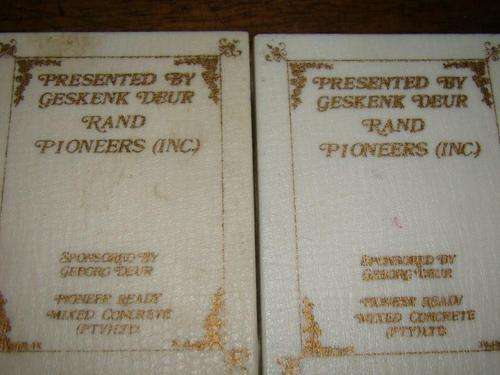 PRESENTED BY
GESKENK DEUR
RAND
PIONEERS (INC.)
SPONSORED BY
GEBORG DEUR
PIONEER READY
MIXED CONCRETE
(PTY) LTD.
PRESENTED BY
GESKENK DEUR
RAND
PIONEERS (INC.)
SPONSORED BY
GEBORG DEUR
PIONEER READY
MIXED CONCRETE
(PTY) LTD.